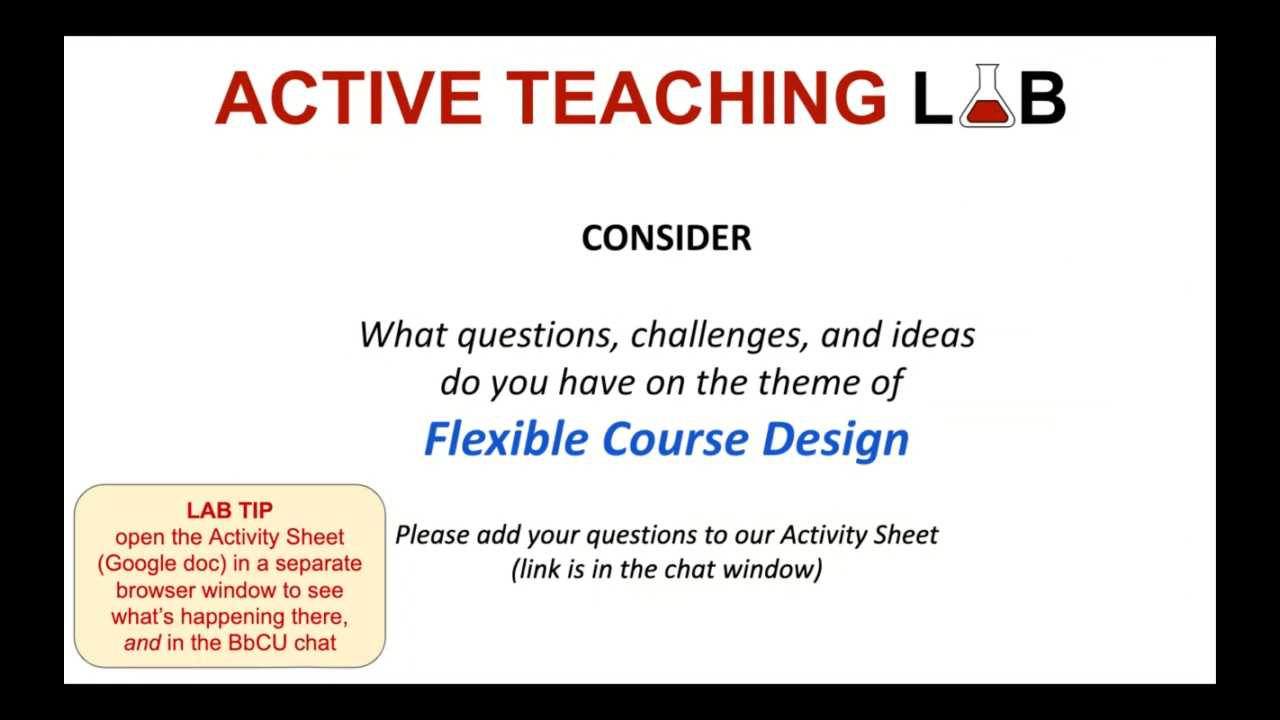 ACTIVE TEACHING LAB
CONSIDER
What questions, challenges, and ideas
do you have on the theme of
Flexible Course Design
Please add your questions to our Activity Sheet
(link is in the chat window)
LAB TIP
open the Activity Sheet
(Google doc) in a separate
browser window to see
what's happening there,
and in the BbCU chat